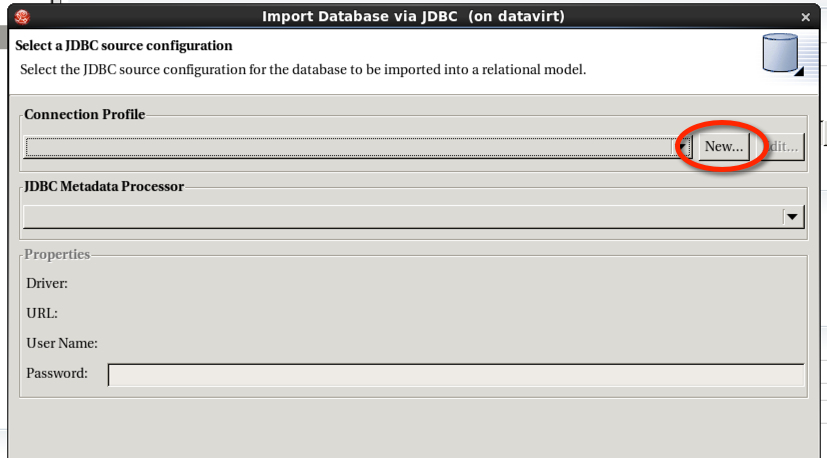 Import Database via JDBC (on datavirt)
Select a JDBC source configuration
Select the JDBC source configuration for the database to be imported into a relational model.
Connection Profile
New... dit...
JDBC Metadata Processor
Properties
Driver:
URL:
User Name:
Password: